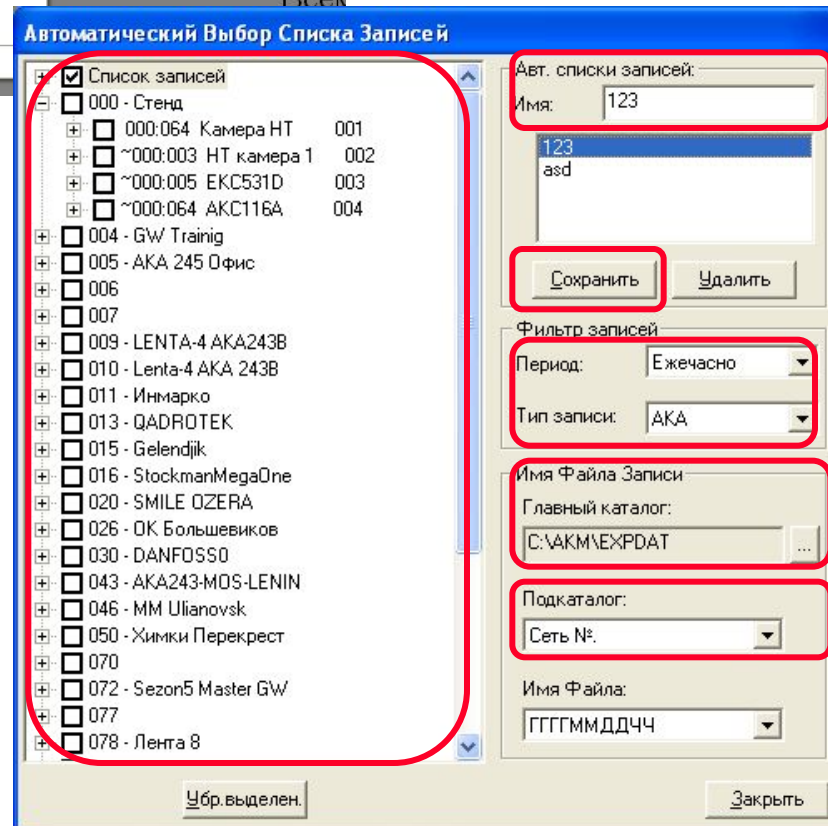 Автоматический Выбор Списка Записей
Список записей
000 - Стенд
000:064 Камера НТ 001
~000:003 НТ камера 1 002
~000:005 EKC531D 003
~000:064 AKC116A 004
004 - GW Trainig
005 - AKA 245 Офис
006
007
009 - LENTA-4 AKA243B
010 - Lenta-4 AKA 243B
011 - Инмарко
013 - QADROTEK
015 - Gelendjik
016 - StockmanMegaOne
020 - SMILE OZERA
026 - ОК Большевиков
030 - DANFOSS0
043 - AKA243-MOS-LENIN
046 - MM Ulianovsk
050 - Химки Перекрест
070
072 - Sezon5 Master GW
077
078 - Лента 8
Убр.выделен.
Авт. списки записей:
Имя: 123
123
asd
Сохранить Удалить
Фильтр записей
Период: Ежечасно
Тип записи: АКА
Имя Файла Записи
Главный каталог:
C:\AKM\EXPDAT ...
Подкаталог:
Сеть №.
Имя Файла:
ГГГГММДДЧЧ
Закрыть